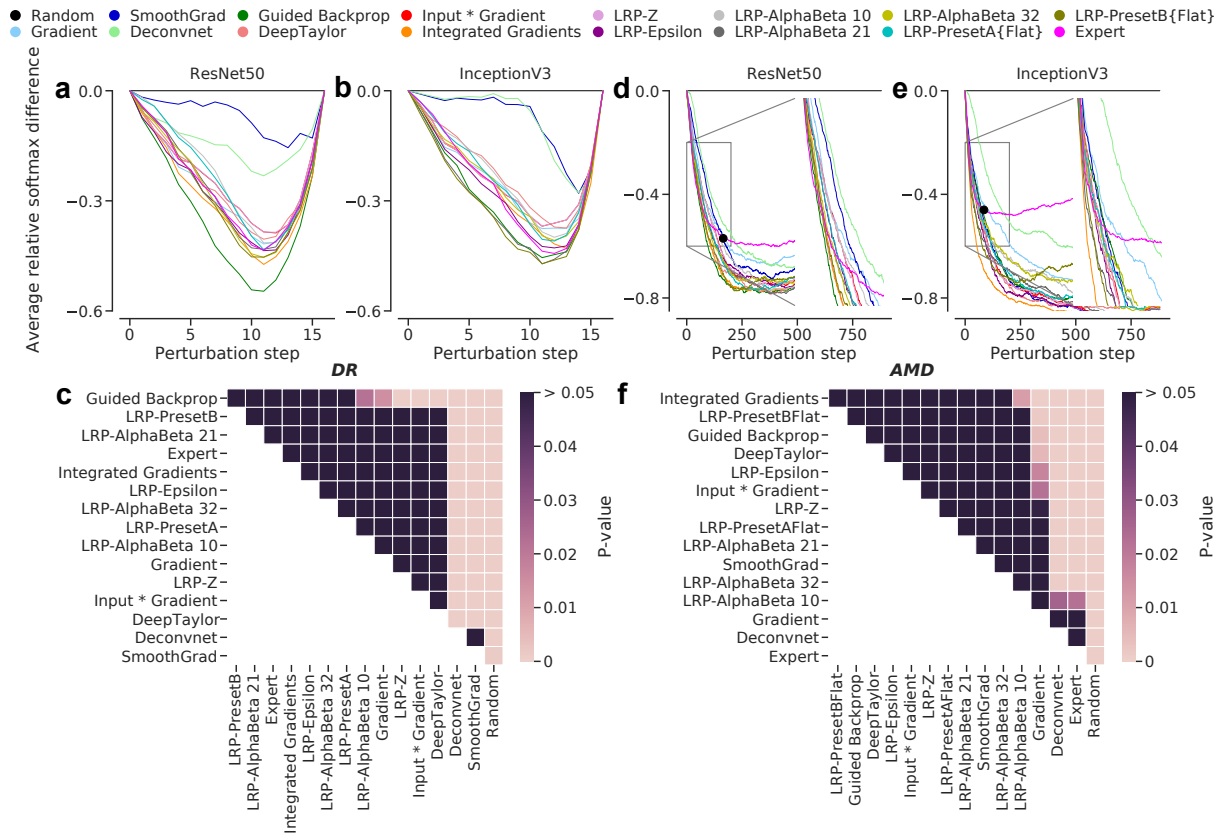 Random SmoothGrad Guided Backprop Input * Gradient LRP-Z LRP-AlphaBeta 10 LRP-AlphaBeta 32 LRP-PresetB{Flat}
Gradient Deconvnet DeepTaylor Integrated Gradients LRP-Epsilon LRP-AlphaBeta 21 LRP-PresetA{Flat} Expert
a ResNet50 b InceptionV3 d ResNet50 e InceptionV3
Average relative softmax difference
0.0
−0.3
−0.6
0 5 10 15
Perturbation step
0.0
−0.3
−0.6
0 5 10 15
Perturbation step
0.0
−0.4
−0.8
0 250 500 750
Perturbation step
0.0
−0.4
−0.8
0 250 500 750
Perturbation step
c DR
Guided Backprop
LRP-PresetB
LRP-AlphaBeta 21
Expert
Integrated Gradients
LRP-Epsilon
LRP-AlphaBeta 32
LRP-PresetA
LRP-AlphaBeta 10
Gradient
LRP-Z
Input * Gradient
DeepTaylor
Deconvnet
SmoothGrad
LRP-PresetB
LRP-AlphaBeta 21
Expert
Integrated Gradients
LRP-Epsilon
LRP-AlphaBeta 32
LRP-PresetA
LRP-AlphaBeta 10
Gradient
LRP-Z
Input * Gradient
DeepTaylor
Deconvnet
SmoothGrad
Random
> 0.05
0.04
0.03
0.02
0.01
0
P-value
f AMD
Integrated Gradients
LRP-PresetBFlat
Guided Backprop
DeepTaylor
LRP-Epsilon
Input * Gradient
LRP-Z
LRP-PresetAFlat
LRP-AlphaBeta 21
SmoothGrad
LRP-AlphaBeta 32
LRP-AlphaBeta 10
Gradient
Deconvnet
Expert
LRP-PresetBFlat
Guided Backprop
DeepTaylor
LRP-Epsilon
Input * Gradient
LRP-Z
LRP-PresetAFlat
LRP-AlphaBeta 21
SmoothGrad
LRP-AlphaBeta 32
LRP-AlphaBeta 10
Gradient
Deconvnet
Expert
Random
> 0.05
0.04
0.03
0.02
0.01
0
P-value